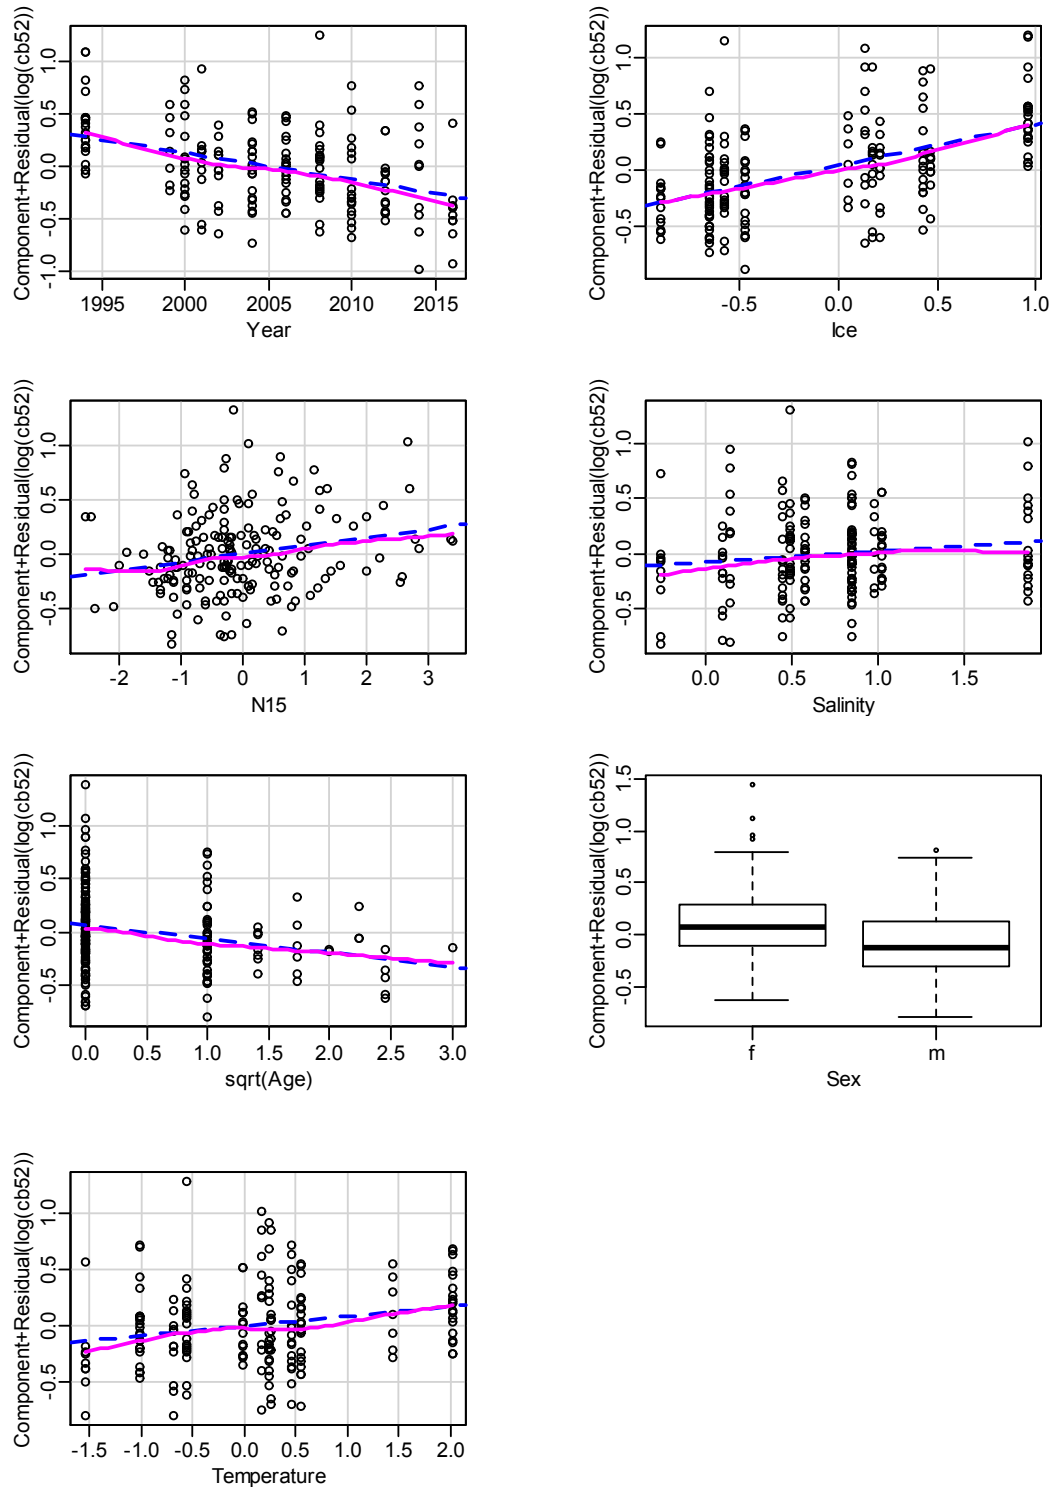 Component+Residual(log(cb52))
1.0
0.5
0.0
-0.5
-1.0
1995 2000 2005 2010 2015
Year
Component+Residual(log(cb52))
1.0
0.5
0.0
-0.5
-0.5 0.0 0.5 1.0
Ice
Component+Residual(log(cb52))
1.0
0.5
0.0
-0.5
-2 -1 0 1 2 3
N15
Component+Residual(log(cb52))
1.0
0.5
0.0
-0.5
0.0 0.5 1.0 1.5
Salinity
Component+Residual(log(cb52))
1.0
0.5
0.0
-0.5
0.0 0.5 1.0 1.5 2.0 2.5 3.0
sqrt(Age)
Component+Residual(log(cb52))
1.5
1.0
0.5
0.0
-0.5
f m
Sex
Component+Residual(log(cb52))
1.0
0.5
0.0
-0.5
-1.5 -1.0 -0.5 0.0 0.5 1.0 1.5 2.0
Temperature